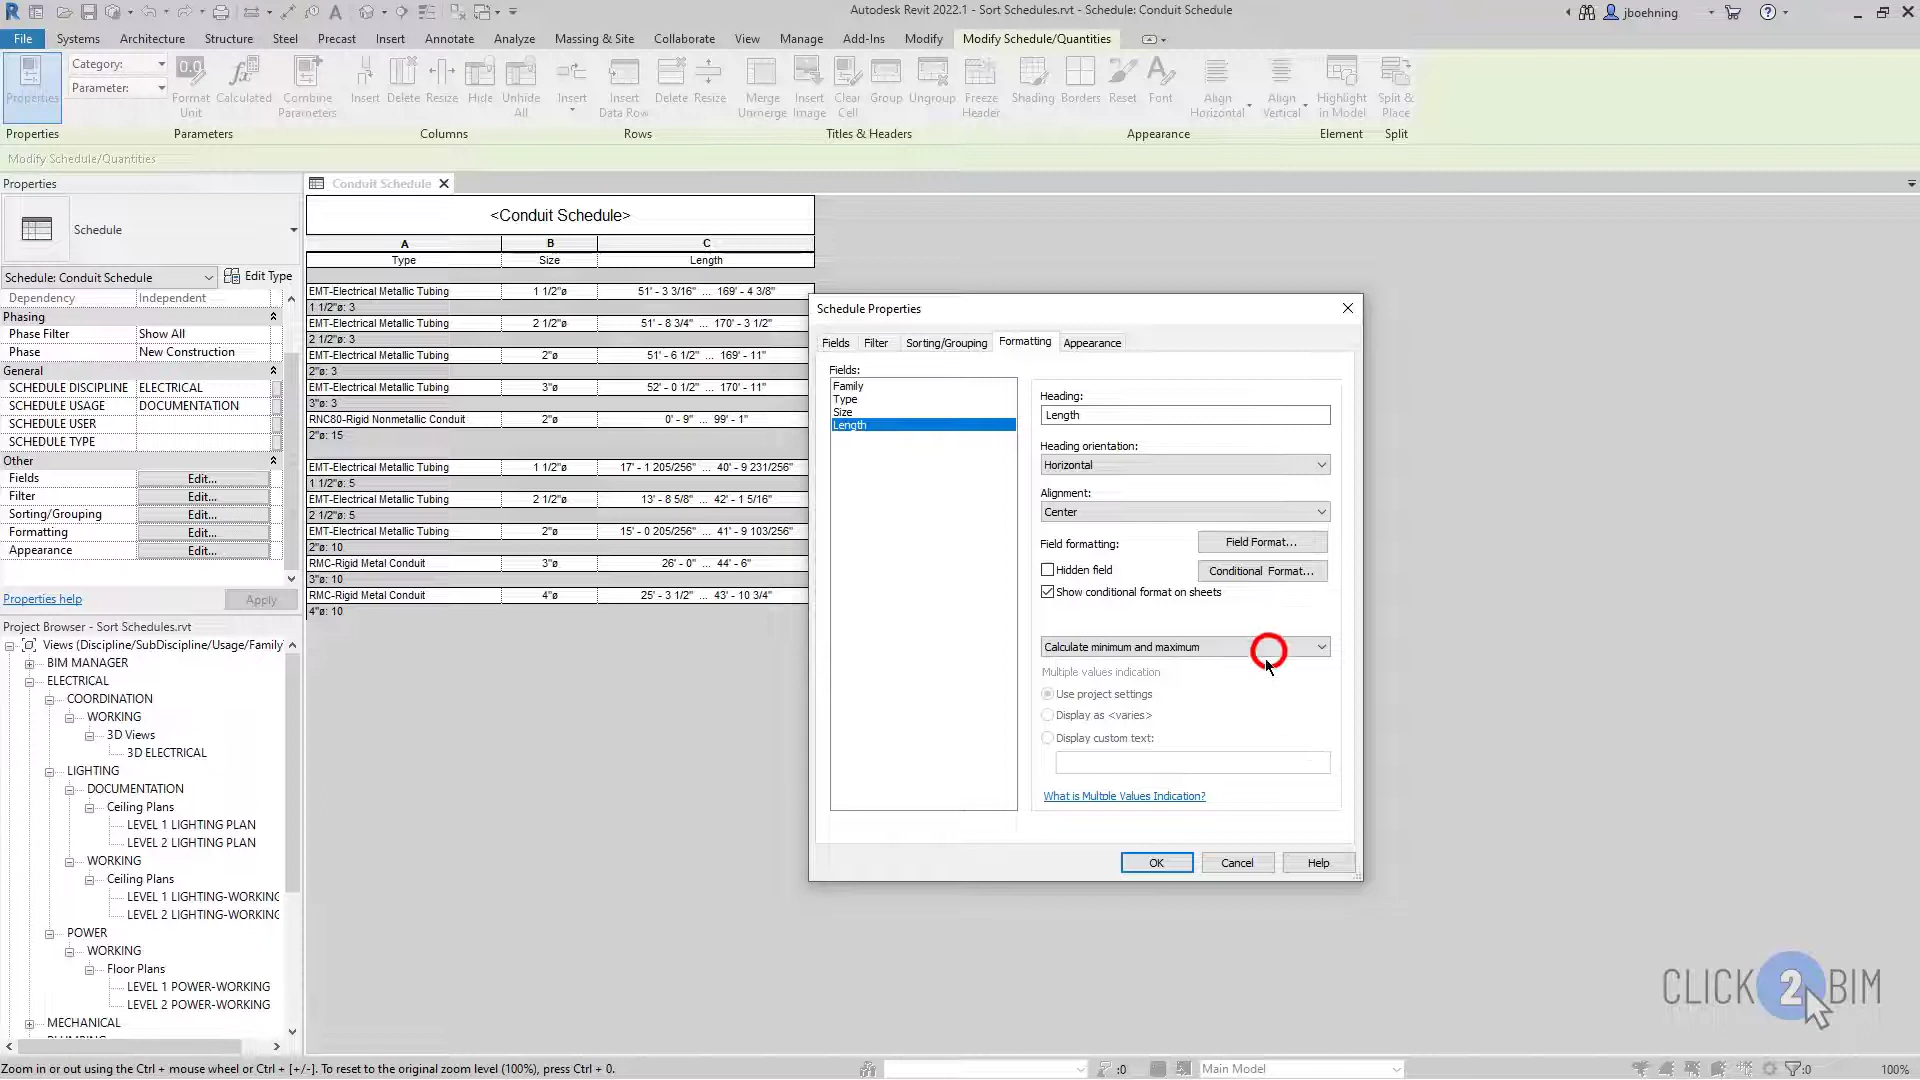 Autodesk Revit 2022.1 - Sort Schedules.rvt - Schedule: Conduit Schedule
jboehning
File Systems Architecture Structure Steel Precast Insert Annotate Analyze Massing & Site Collaborate View Manage Add-Ins Modify Modify Schedule/Quantities
Properties
Category:
Parameter:
Format Unit
Calculated
Combine Parameters
Insert Delete Resize Hide Unhide All
Insert
Insert Data Row
Delete Resize
Merge Unmerge
Insert Image
Clear Cell
Group Ungroup
Freeze Header
Shading Borders Reset Font
Align Horizontal
Align Vertical
Highlight in Model
Split & Place
Properties Parameters Columns Rows Titles & Headers Appearance Element Split
Modify Schedule/Quantities
Properties
Schedule
Schedule: Conduit Schedule
Edit Type
Dependency Independent
Phasing
Phase Filter Show All
Phase New Construction
General
SCHEDULE DISCIPLINE ELECTRICAL
SCHEDULE USAGE DOCUMENTATION
SCHEDULE USER
SCHEDULE TYPE
Other
Fields Edit...
Filter Edit...
Sorting/Grouping Edit...
Formatting Edit...
Appearance Edit...
Properties help
Apply
Project Browser - Sort Schedules.rvt
Views (Discipline/SubDiscipline/Usage/Family
BIM MANAGER
ELECTRICAL
COORDINATION
WORKING
3D Views
3D ELECTRICAL
LIGHTING
DOCUMENTATION
Ceiling Plans
LEVEL 1 LIGHTING PLAN
LEVEL 2 LIGHTING PLAN
WORKING
Ceiling Plans
LEVEL 1 LIGHTING-WORKING
LEVEL 2 LIGHTING-WORKING
POWER
WORKING
Floor Plans
LEVEL 1 POWER-WORKING
LEVEL 2 POWER-WORKING
MECHANICAL
Conduit Schedule
<Conduit Schedule>
A B C
Type Size Length
EMT-Electrical Metallic Tubing 1 1/2"ø 51' - 3 3/16" ... 169' - 4 3/8"
1 1/2"ø: 3
EMT-Electrical Metallic Tubing 2 1/2"ø 51' - 8 3/4" ... 170' - 3 1/2"
2 1/2"ø: 3
EMT-Electrical Metallic Tubing 2"ø 51' - 6 1/2" ... 169' - 11"
2"ø: 3
EMT-Electrical Metallic Tubing 3"ø 52' - 0 1/2" ... 170' - 11"
3"ø: 3
RNC80-Rigid Nonmetallic Conduit 2"ø 0' - 9" ... 99' - 1"
2"ø: 15
EMT-Electrical Metallic Tubing 1 1/2"ø 17' - 1 205/256" ... 40' - 9 231/256"
1 1/2"ø: 5
EMT-Electrical Metallic Tubing 2 1/2"ø 13' - 8 5/8" ... 42' - 1 5/16"
2 1/2"ø: 5
EMT-Electrical Metallic Tubing 2"ø 15' - 0 205/256" ... 41' - 9 103/256"
2"ø: 10
RMC-Rigid Metal Conduit 3"ø 26' - 0" ... 44' - 6"
3"ø: 10
RMC-Rigid Metal Conduit 4"ø 25' - 3 1/2" ... 43' - 10 3/4"
4"ø: 10
Schedule Properties
Fields Filter Sorting/Grouping Formatting Appearance
Fields:
Family
Type
Size
Length
Heading:
Length
Heading orientation:
Horizontal
Alignment:
Center
Field formatting: Field Format...
Hidden field Conditional Format...
Show conditional format on sheets
Calculate minimum and maximum
Multiple values indication
Use project settings
Display as <varies>
Display custom text:
What is Multiple Values Indication?
OK Cancel Help
CLICK 2 BIM
Zoom in or out using the Ctrl + mouse wheel or Ctrl + [+/-]. To reset to the original zoom level (100%), press Ctrl + 0.
:0
Main Model
:0
100%